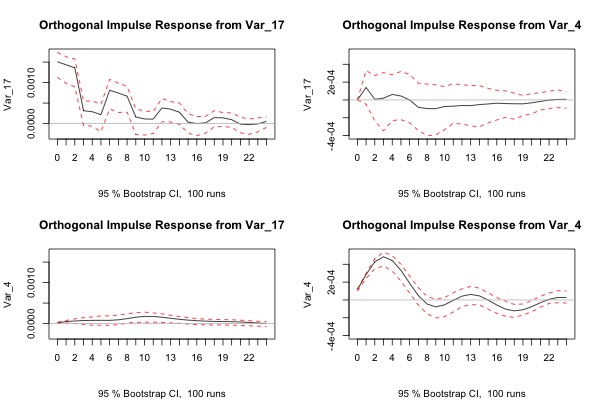 Orthogonal Impulse Response from Var_17
Var_17
0.0000 0.0010
0 2 4 6 8 10 13 16 19 22
95 % Bootstrap CI, 100 runs
Orthogonal Impulse Response from Var_4
Var_17
-4e-04 2e-04
0 2 4 6 8 10 13 16 19 22
95 % Bootstrap CI, 100 runs
Orthogonal Impulse Response from Var_17
Var_4
0.0000 0.0010
0 2 4 6 8 10 13 16 19 22
95 % Bootstrap CI, 100 runs
Orthogonal Impulse Response from Var_4
Var_4
-4e-04 2e-04
0 2 4 6 8 10 13 16 19 22
95 % Bootstrap CI, 100 runs